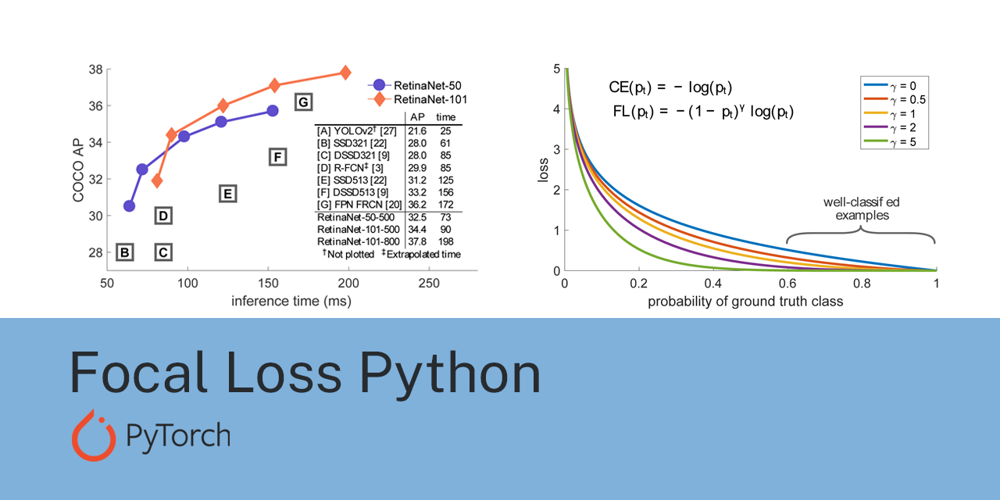 38
36
34
32
30
28
COCO AP
50
100
150
200
250
inference time (ms)
RetinaNet-50
RetinaNet-101
B
C
D
E
F
G
AP time
[A] YOLOv2† [27] 21.6 25
[B] SSD321 [22] 28.0 61
[C] DSSD321 [9] 28.0 85
[D] R-FCN‡ [3] 29.9 85
[E] SSD513 [22] 31.2 125
[F] DSSD513 [9] 33.2 156
[G] FPN FRCN [20] 36.2 172
RetinaNet-50-500 32.5 73
RetinaNet-101-500 34.4 90
RetinaNet-101-800 37.8 198
†Not plotted ‡Extrapolated time
5
4
3
2
1
0
loss
0
0.2
0.4
0.6
0.8
1
probability of ground truth class
CE(pₜ) = − log(pₜ)
FL(pₜ) = −(1 − pₜ)ᵞ log(pₜ)
γ = 0
γ = 0.5
γ = 1
γ = 2
γ = 5
well-classif ed
examples
Focal Loss Python
PyTorch